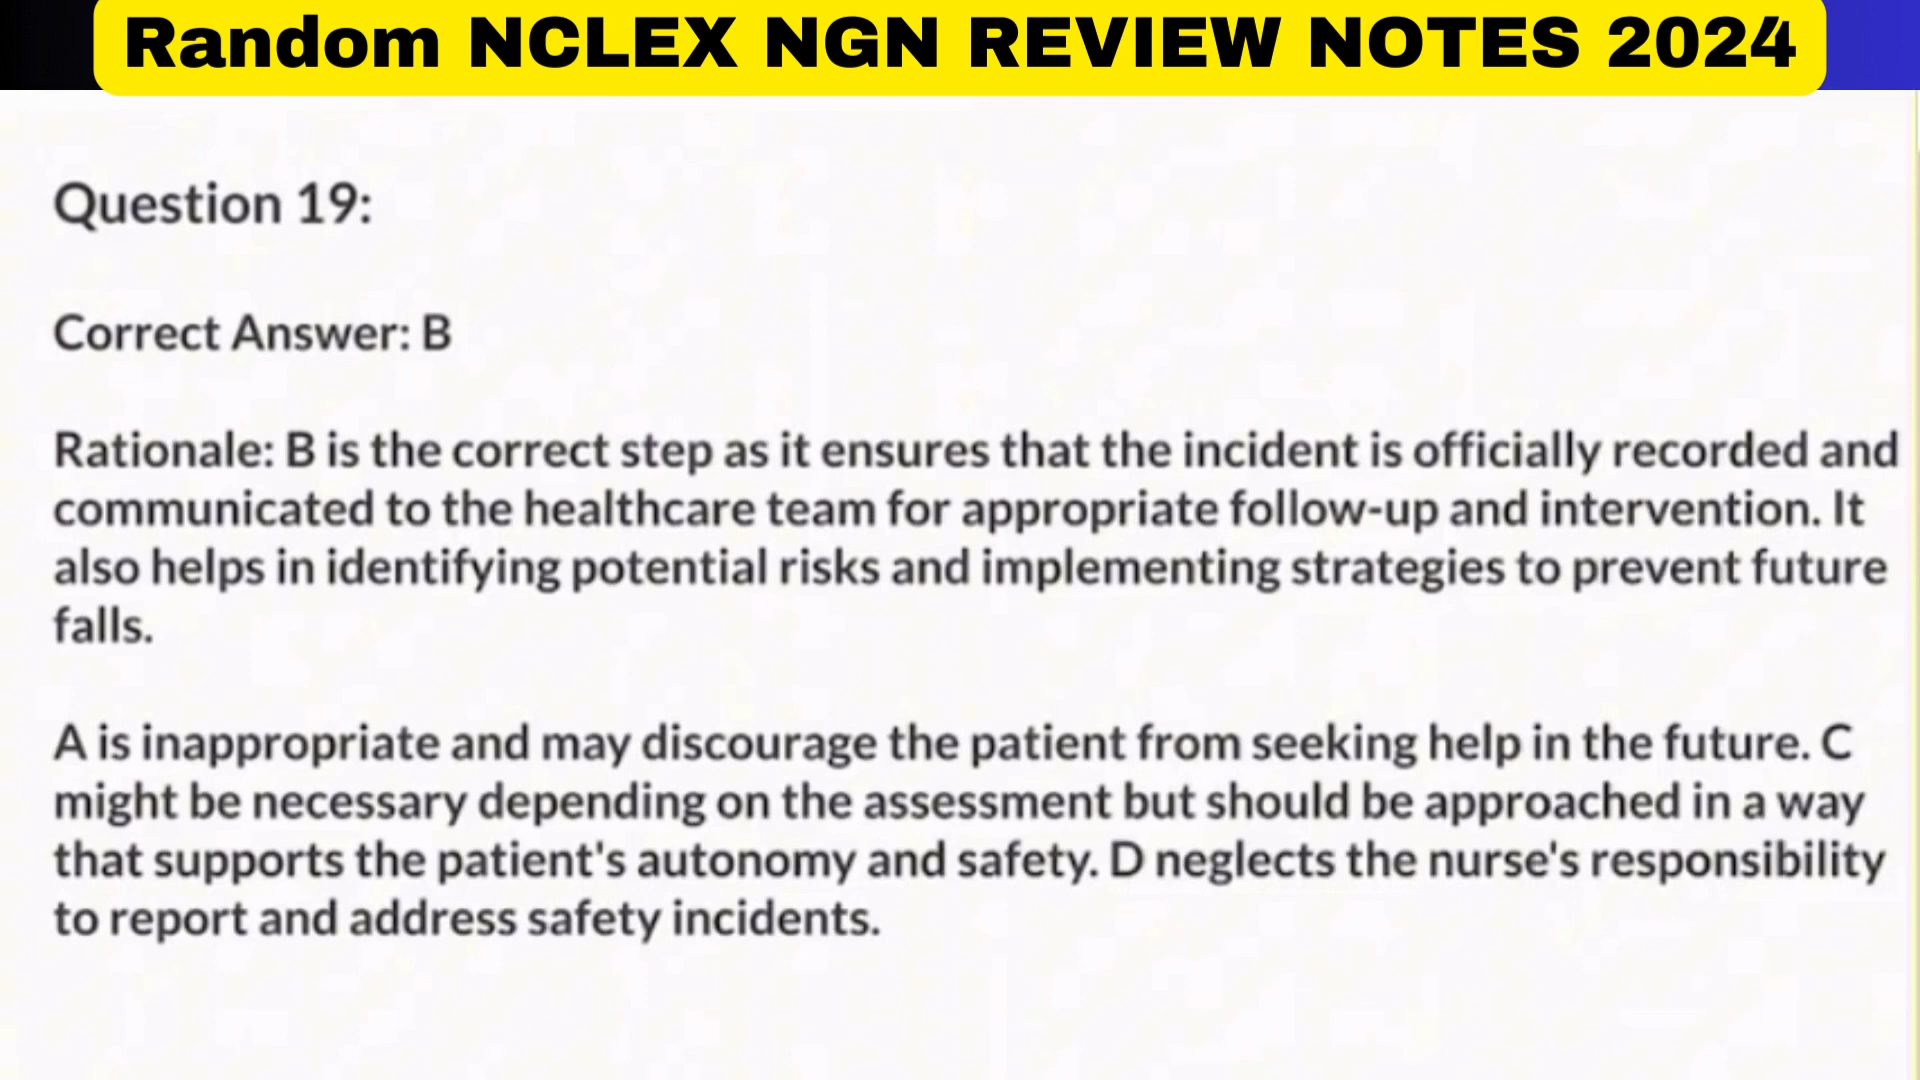 Random NCLEX NGN REVIEW NOTES 2024
Question 19:
Correct Answer: B
Rationale: B is the correct step as it ensures that the incident is officially recorded and
communicated to the healthcare team for appropriate follow-up and intervention. It
also helps in identifying potential risks and implementing strategies to prevent future
falls.
A is inappropriate and may discourage the patient from seeking help in the future. C
might be necessary depending on the assessment but should be approached in a way
that supports the patient's autonomy and safety. D neglects the nurse's responsibility
to report and address safety incidents.